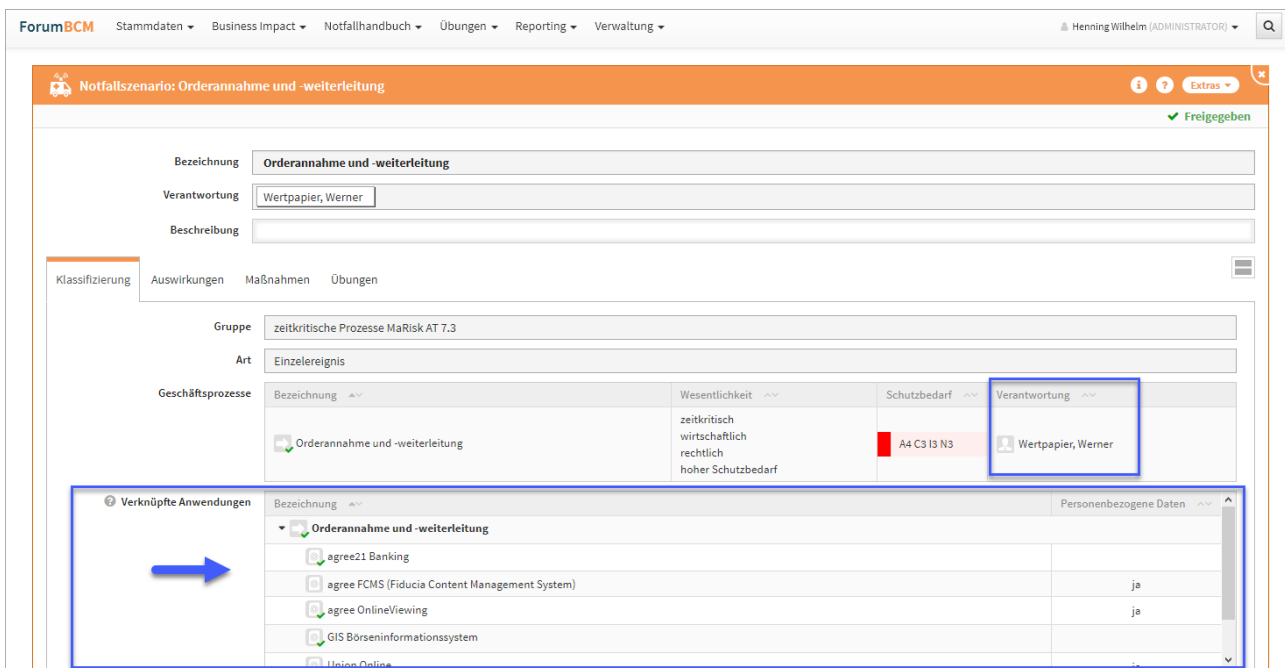 ForumBCM Stammdaten Business Impact Notfallhandbuch Übungen Reporting Verwaltung Henning Wilhelm (ADMINISTRATOR)
Notfallszenario: Orderannahme und -weiterleitung i ? Extras
Freigegeben
Bezeichnung Orderannahme und -weiterleitung
Verantwortung Wertpapier, Werner
Beschreibung
Klassifizierung Auswirkungen Maßnahmen Übungen
Gruppe zeitkritische Prozesse MaRisk AT 7.3
Art Einzelereignis
Geschäftsprozesse Bezeichnung Wesentlichkeit Schutzbedarf Verantwortung
zeitkritisch
wirtschaftlich
Orderannahme und -weiterleitung A4 C3 I3 N3 Wertpapier, Werner
rechtlich
hoher Schutzbedarf
? Verknüpfte Anwendungen Bezeichnung Personenbezogene Daten
Orderannahme und -weiterleitung
agree21 Banking
agree FCMS (Fiducia Content Management System) ja
agree OnlineViewing ja
GIS Börseninformationssystem
Union Online ja